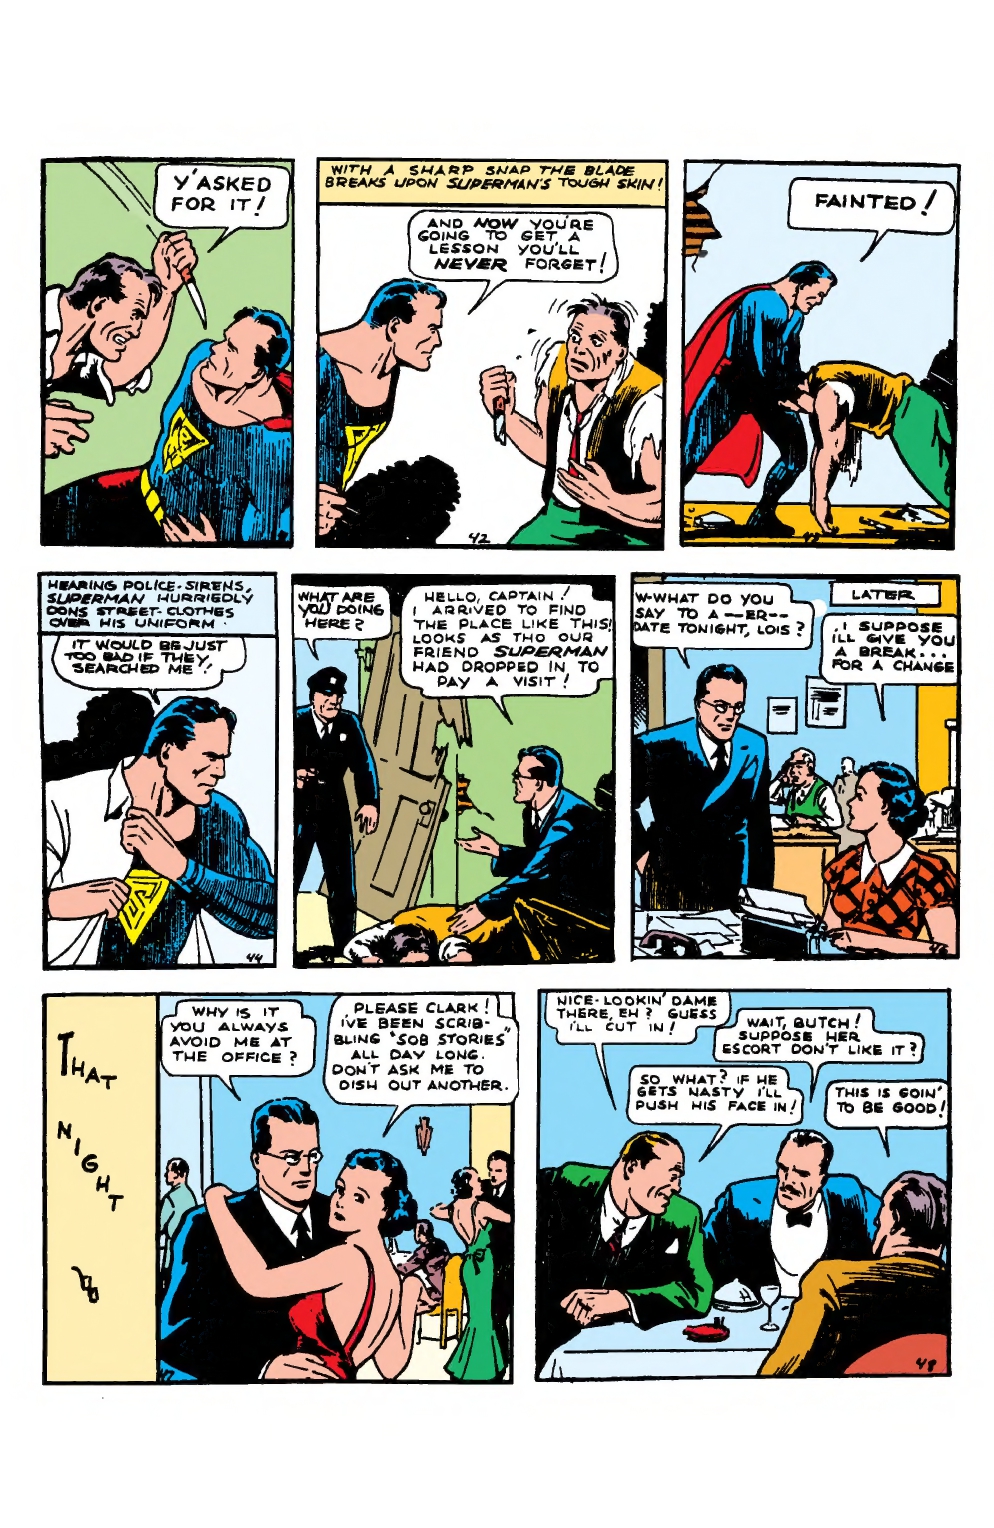 Y'ASKED
FOR IT!
WITH A SHARP SNAP THE BLADE
BREAKS UPON SUPERMAN'S TOUGH SKIN!
AND NOW YOU'RE
GOING TO GET A
LESSON YOU'LL
NEVER FORGET!
42
FAINTED!
43
HEARING POLICE-SIRENS,
SUPERMAN HURRIEDLY
DONS STREET-CLOTHES
OVER HIS UNIFORM.
IT WOULD BE JUST
TOO BAD IF THEY
SEARCHED ME!
44
WHAT ARE
YOU DOING
HERE?
HELLO, CAPTAIN!
I ARRIVED TO FIND
THE PLACE LIKE THIS!
LOOKS AS THO OUR
FRIEND SUPERMAN
HAD DROPPED IN TO
PAY A VISIT!
W-WHAT DO YOU
SAY TO A --ER--
DATE TONIGHT, LOIS?
LATER
I SUPPOSE
I'LL GIVE YOU
A BREAK...
FOR A CHANGE
46
THAT
NIGHT
WHY IS IT
YOU ALWAYS
AVOID ME AT
THE OFFICE?
PLEASE CLARK!
I'VE BEEN SCRIB-
BLING "SOB STORIES"
ALL DAY LONG.
DON'T ASK ME TO
DISH OUT ANOTHER.
47
NICE-LOOKIN' DAME
THERE, EH? GUESS
I'LL CUT IN!
WAIT, BUTCH!
SUPPOSE HER
ESCORT DON'T LIKE IT?
SO WHAT? IF HE
GETS NASTY I'LL
PUSH HIS FACE IN!
THIS IS GOIN'
TO BE GOOD!
48